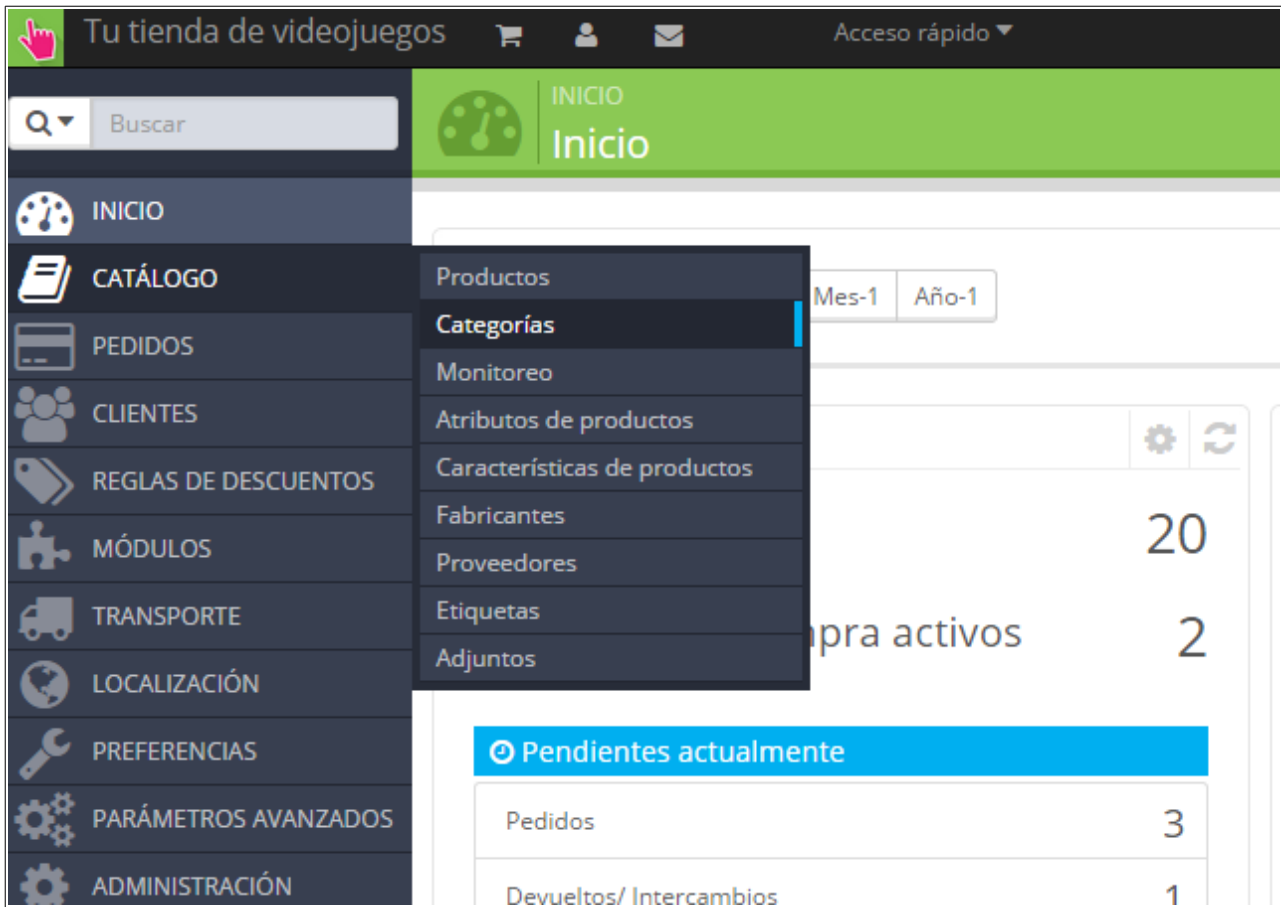 Tu tienda de videojuegos
Acceso rápido
Buscar
INICIO
Inicio
INICIO
CATÁLOGO
PEDIDOS
CLIENTES
REGLAS DE DESCUENTOS
MÓDULOS
TRANSPORTE
LOCALIZACIÓN
PREFERENCIAS
PARÁMETROS AVANZADOS
ADMINISTRACIÓN
Productos
Categorías
Monitoreo
Atributos de productos
Características de productos
Fabricantes
Proveedores
Etiquetas
Adjuntos
Mes-1 Año-1
20
activos 2
Pendientes actualmente
Pedidos 3
Devueltos/ Intercambios 1